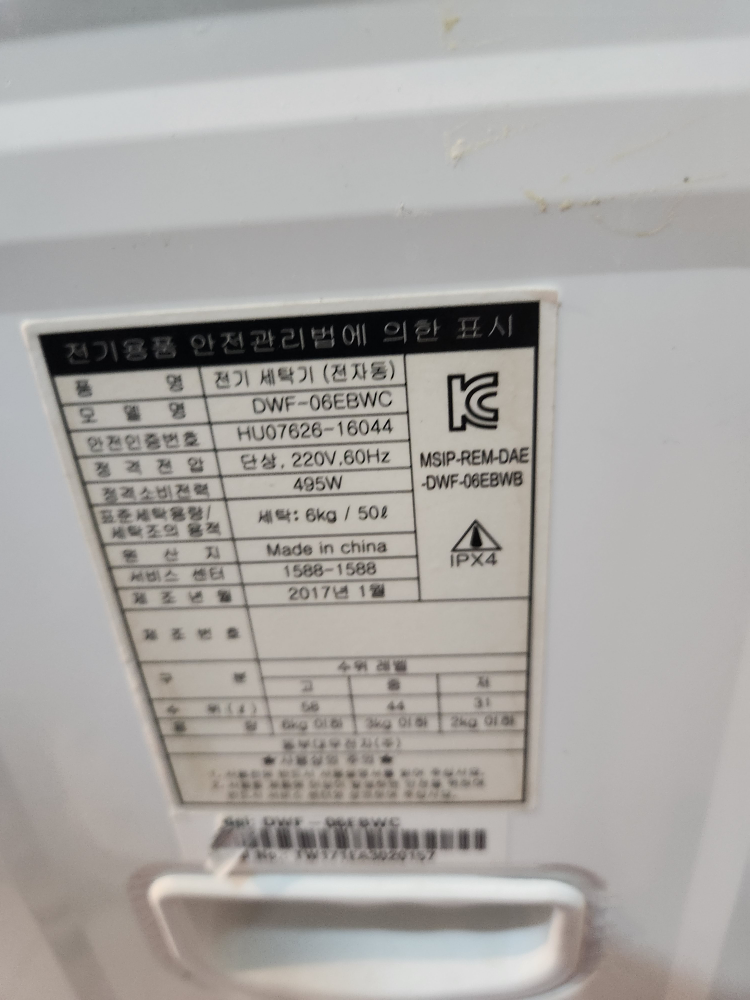 전기용품 안전관리법에 의한 표시
품 명 전기 세탁기 (전자동)
모 델 명 DWF-06EBWC
안전인증번호 HU07626-16044
정 격 전 압 단상, 220V,60Hz
정격소비전력 495W
표준세탁용량/
세탁조의 용적 세탁: 6kg / 50ℓ
원 산 지 Made in china
서비스 센터 1588-1588
제 조 년 월 2017년 1월
MSIP-REM-DAE
-DWF-06EBWB
IPX4
제 조 번 호
구 분 수위 레벨
고 중 저
수 위(ℓ) 58 44 31
용 량 6kg 이하 3kg 이하 2kg 이하
동부대우전자(주)
★ 사용상의 주의 ★
DWF - 06EBWC